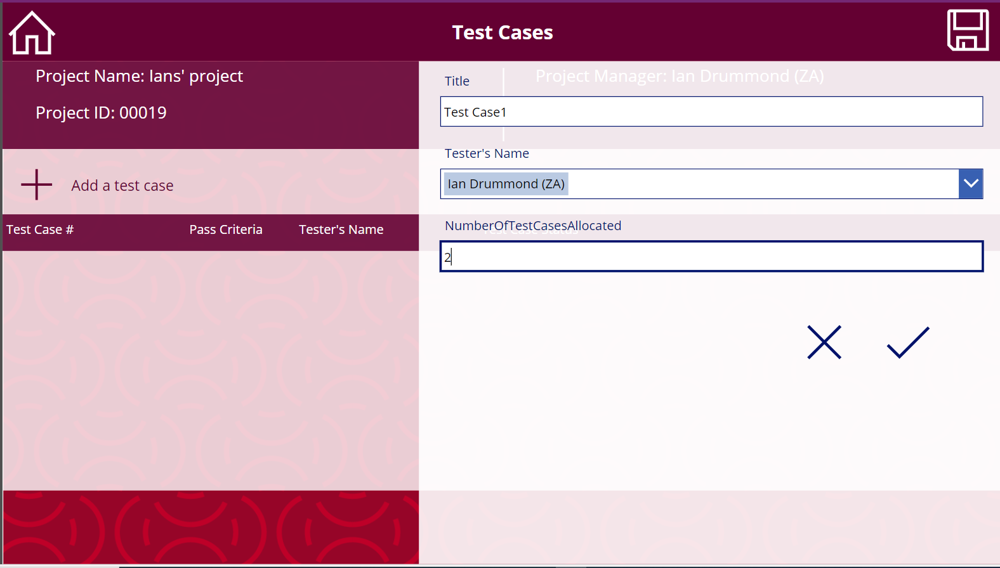 Test Cases
Project Name: Ians' project
Project Manager: Ian Drummond (ZA)
Project ID: 00019
Title
Test Case1
Tester's Name
Ian Drummond (ZA)
Add a test case
Test Case #
Pass Criteria
Tester's Name
Test Case Status
NumberOfTestCasesAllocated
2